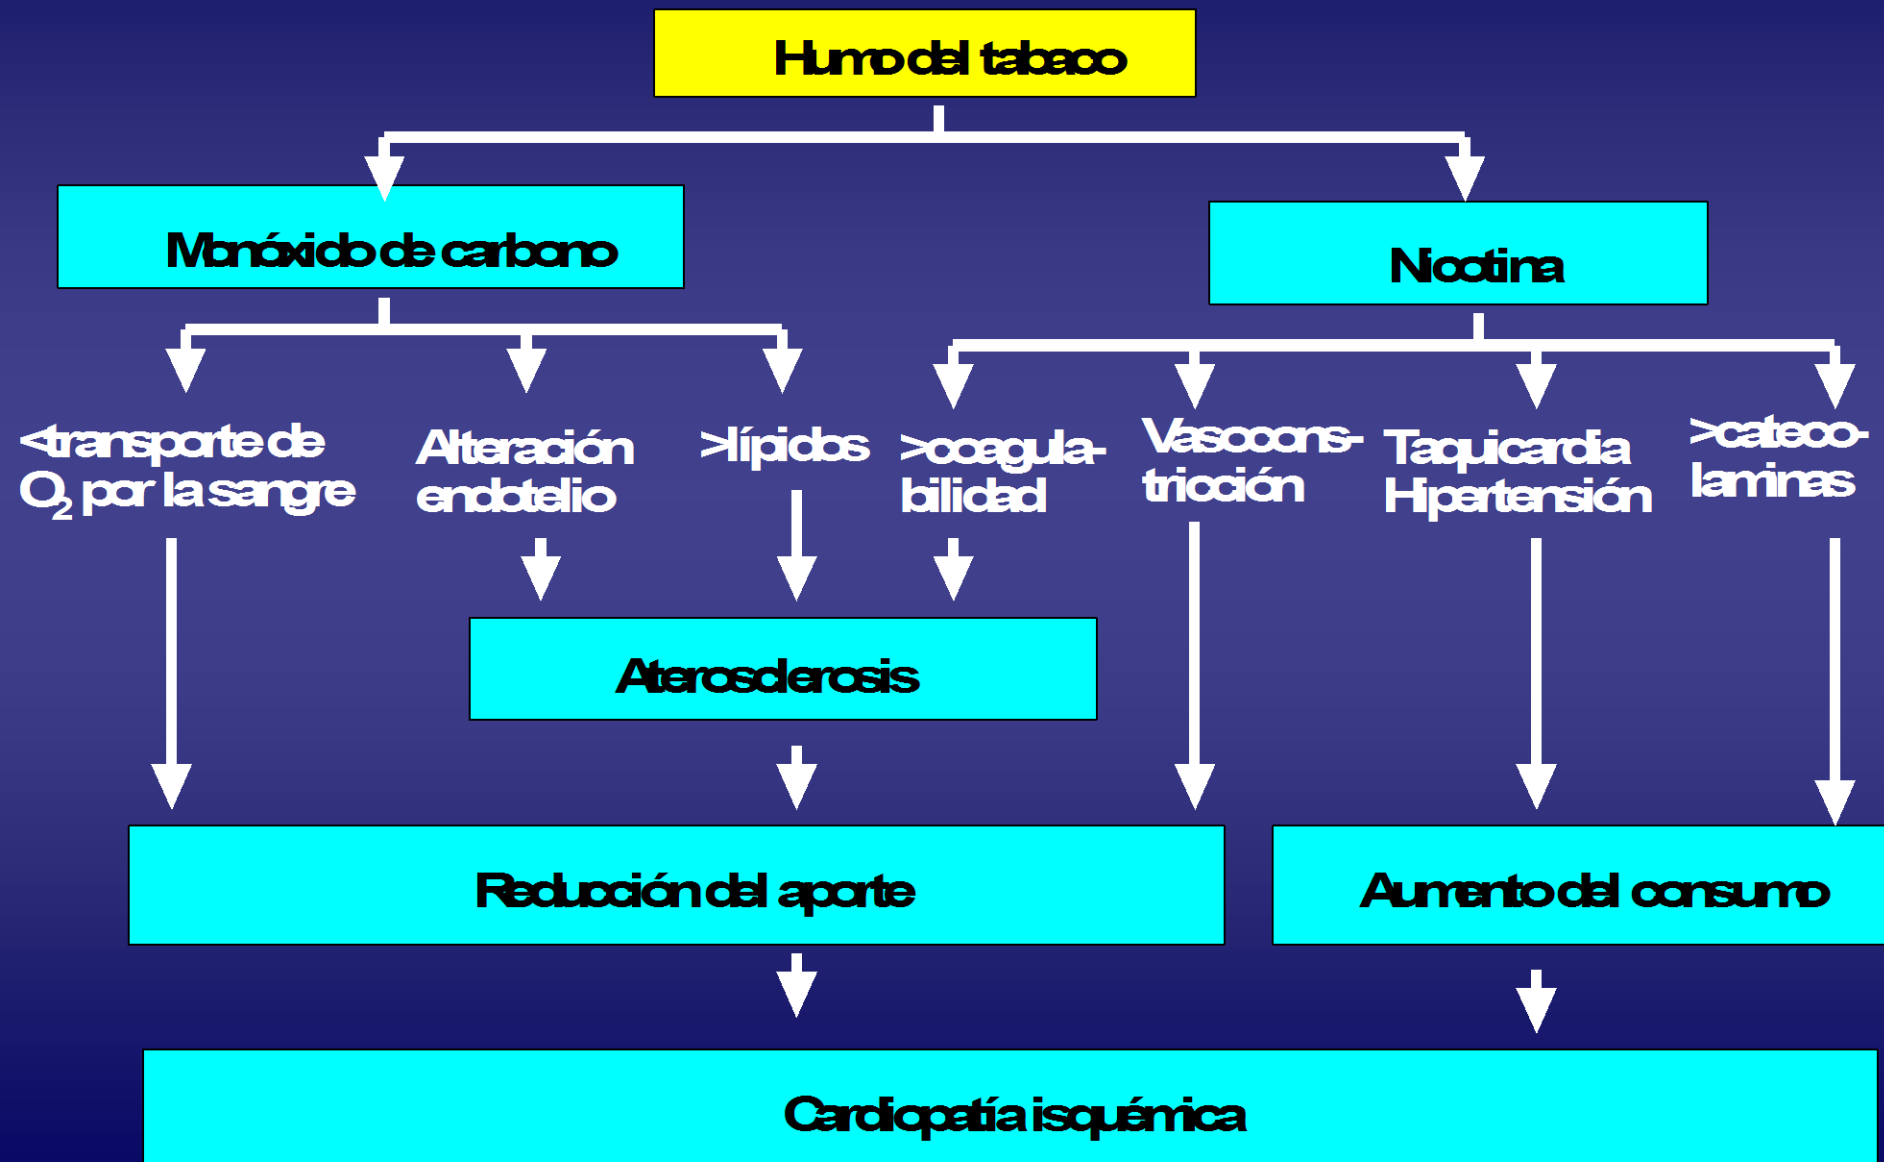 Humo del tabaco
Monóxido de carbono
Nicotina
<transporte de
O₂ por la sangre
Alteración
endotelio
>lípidos
>coagula-
bilidad
Vasocons-
tricción
Taquicardia
Hipertensión
>cateco-
laminas
Aterosclerosis
Reducción del aporte
Aumento del consumo
Cardiopatía isquémica